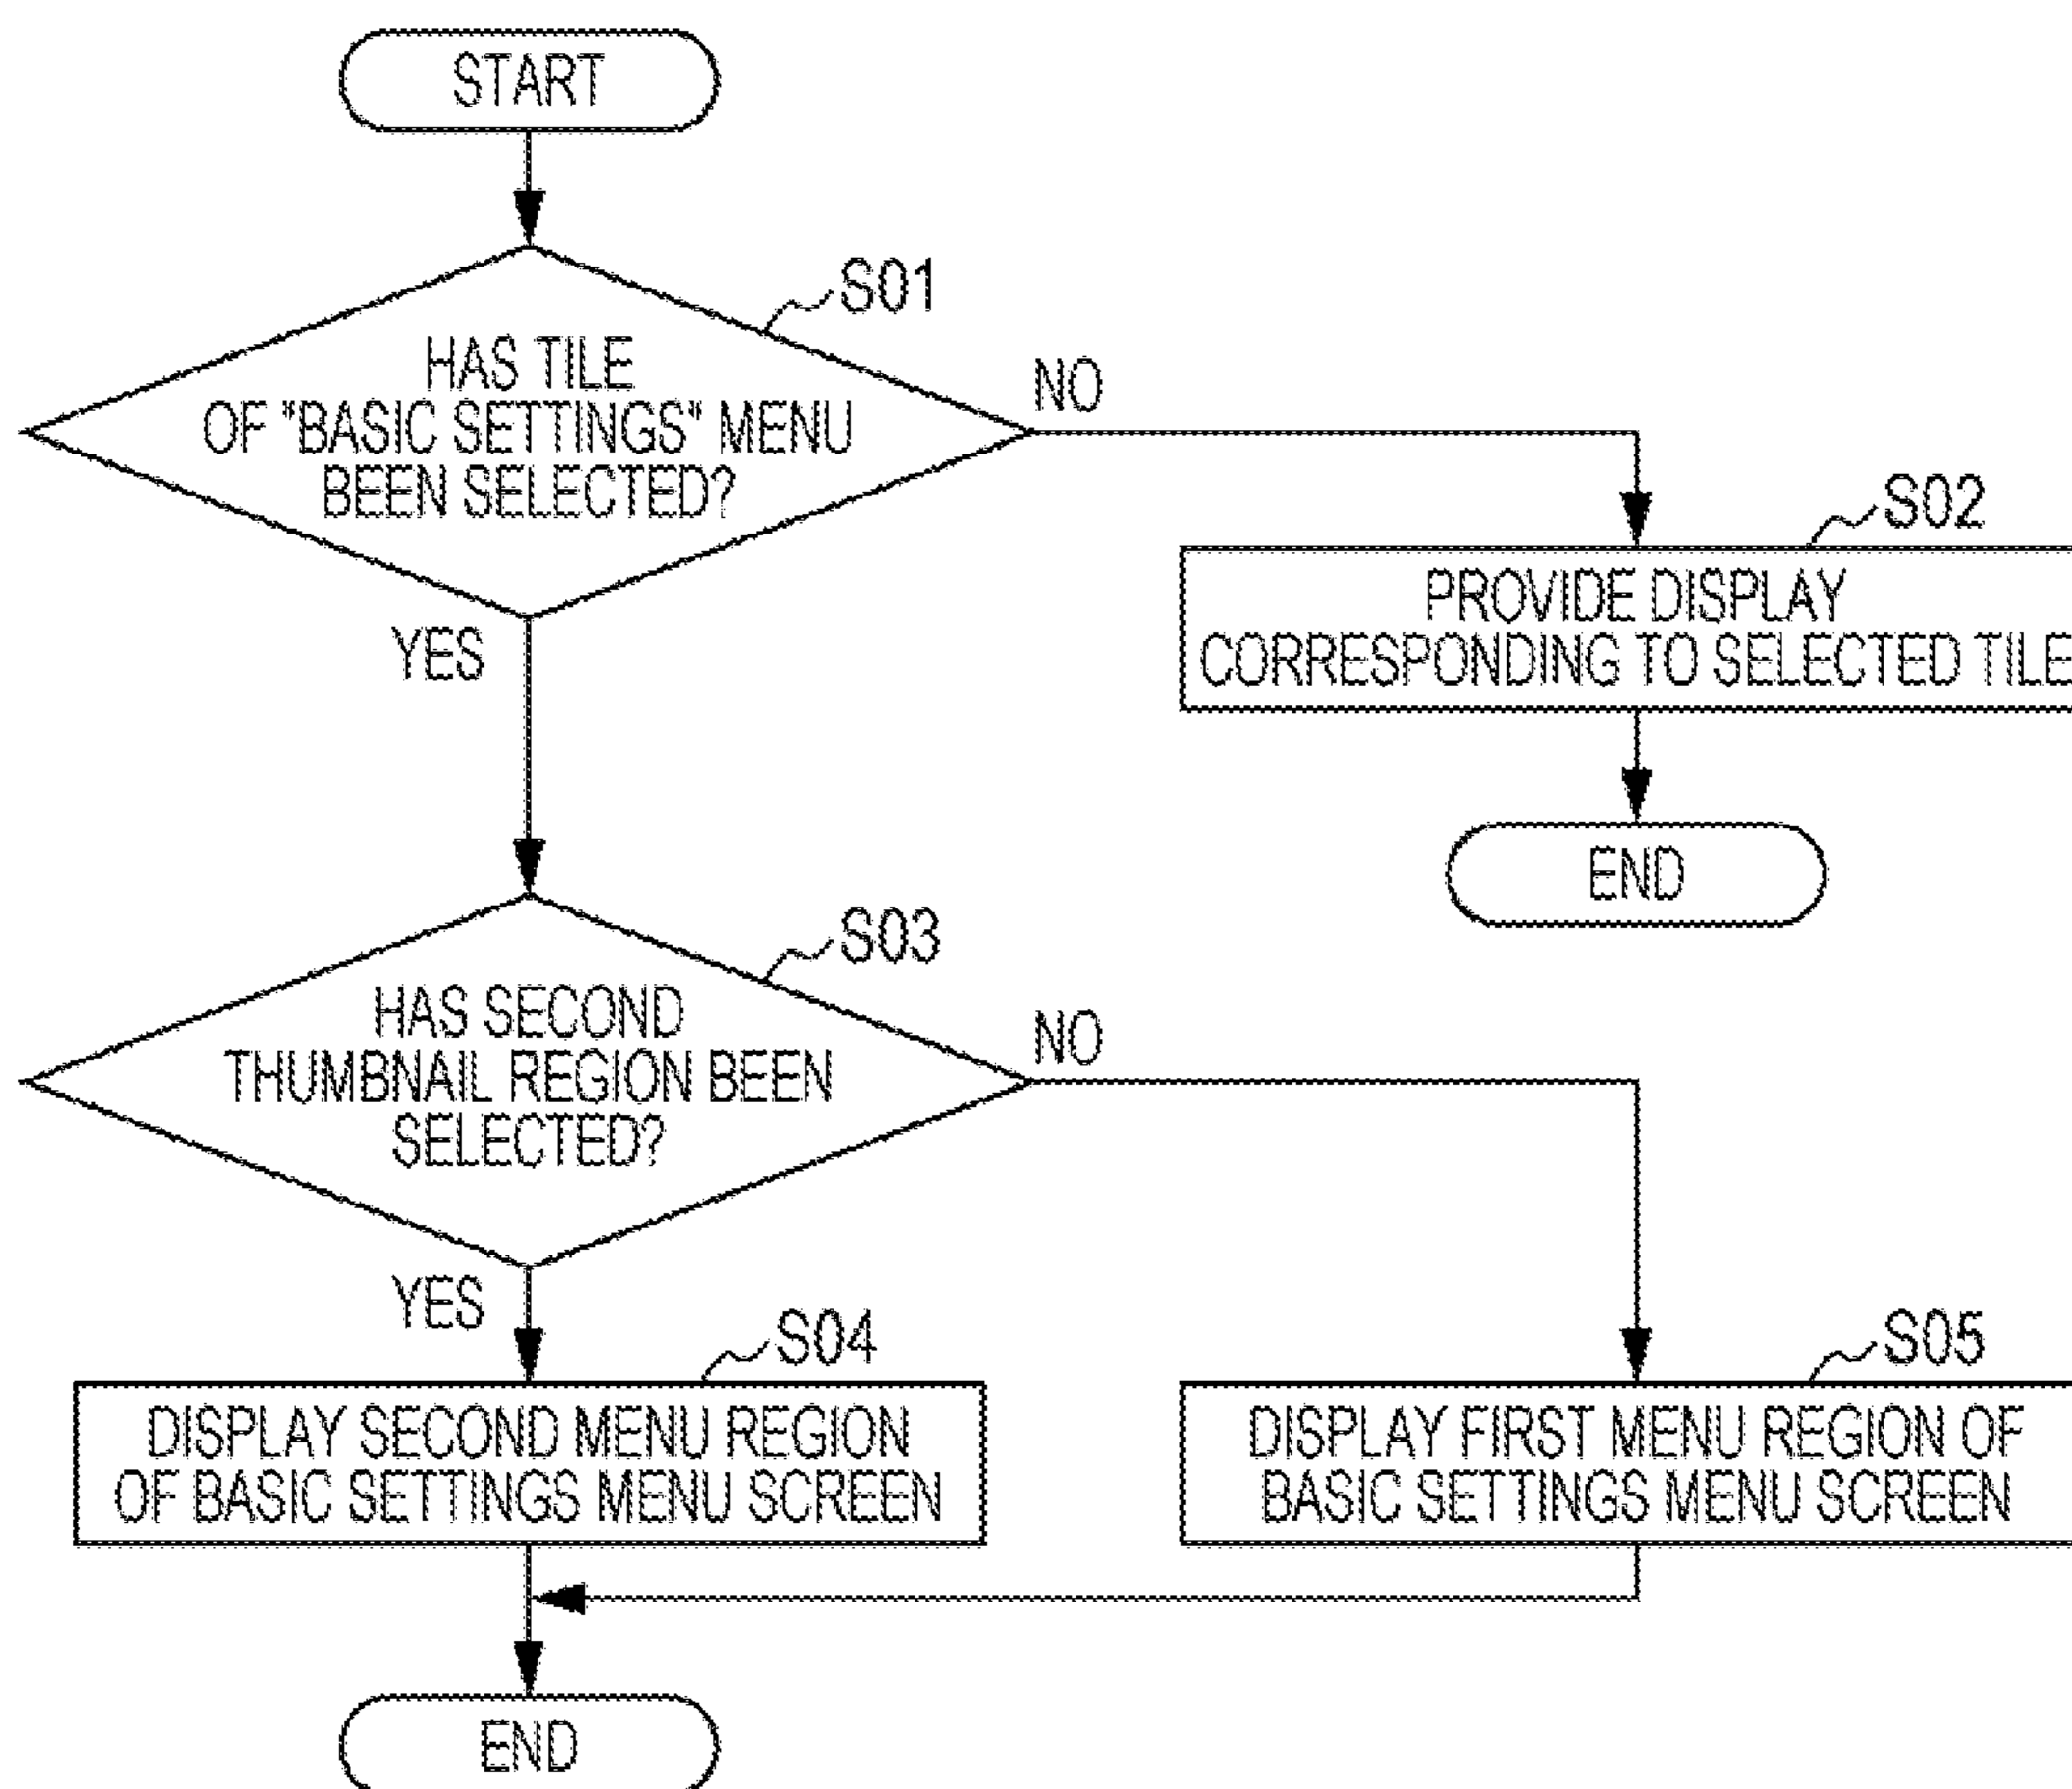 START
S01
HAS TILE
OF "BASIC SETTINGS" MENU
BEEN SELECTED?
NO
YES
S02
PROVIDE DISPLAY
CORRESPONDING TO SELECTED TILE
END
S03
HAS SECOND
THUMBNAIL REGION BEEN
SELECTED?
NO
YES
S04
DISPLAY SECOND MENU REGION
OF BASIC SETTINGS MENU SCREEN
S05
DISPLAY FIRST MENU REGION OF
BASIC SETTINGS MENU SCREEN
END